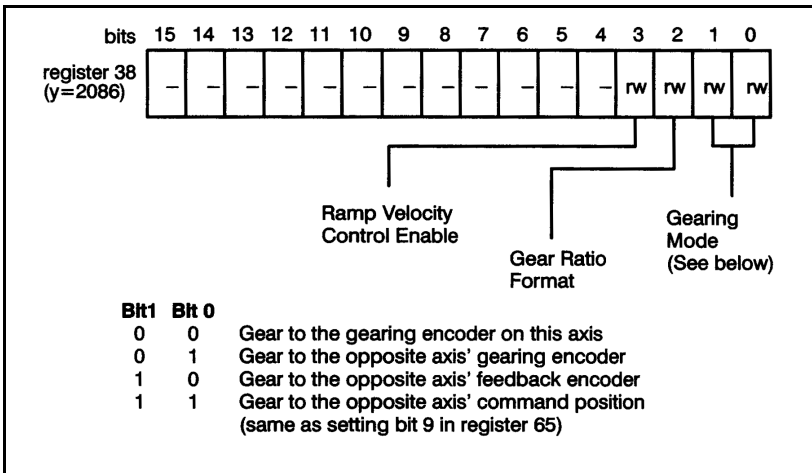 bits 15 14 13 12 11 10 9 8 7 6 5 4 3 2 1 0
register 38
(y=2086)
– – – – – – – – – – – – rw rw rw rw
Ramp Velocity
Control Enable
Gear Ratio
Format
Gearing
Mode
(See below)
Bit1 Bit 0
0 0 Gear to the gearing encoder on this axis
0 1 Gear to the opposite axis' gearing encoder
1 0 Gear to the opposite axis' feedback encoder
1 1 Gear to the opposite axis' command position
(same as setting bit 9 in register 65)